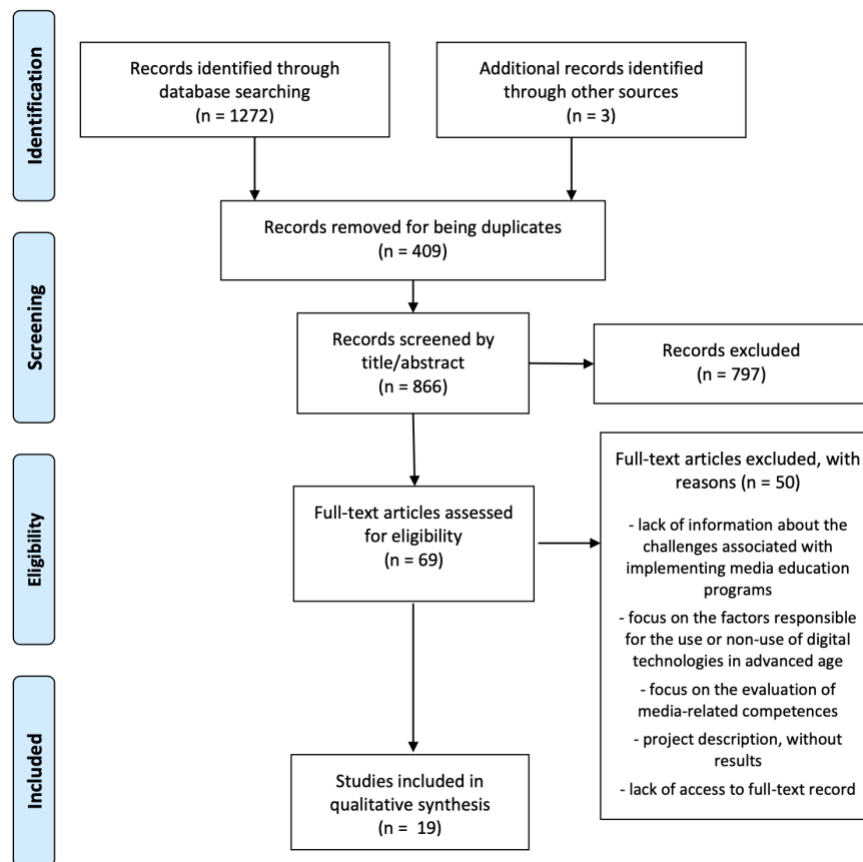 Identification
Records identified through
database searching
(n = 1272)
Additional records identified
through other sources
(n = 3)
Records removed for being duplicates
(n = 409)
Screening
Records screened by
title/abstract
(n = 866)
Records excluded
(n = 797)
Eligibility
Full-text articles assessed
for eligibility
(n = 69)
Full-text articles excluded, with
reasons (n = 50)
- lack of information about the
challenges associated with
implementing media education
programs
- focus on the factors responsible
for the use or non-use of digital
technologies in advanced age
- focus on the evaluation of
media-related competences
- project description, without
results
- lack of access to full-text record
Included
Studies included in
qualitative synthesis
(n = 19)